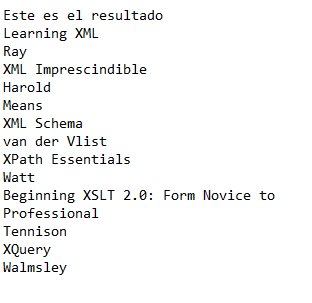 Este es el resultado
Learning XML
Ray
XML Imprescindible
Harold
Means
XML Schema
van der Vlist
XPath Essentials
Watt
Beginning XSLT 2.0: Form Novice to
Professional
Tennison
XQuery
Walmsley